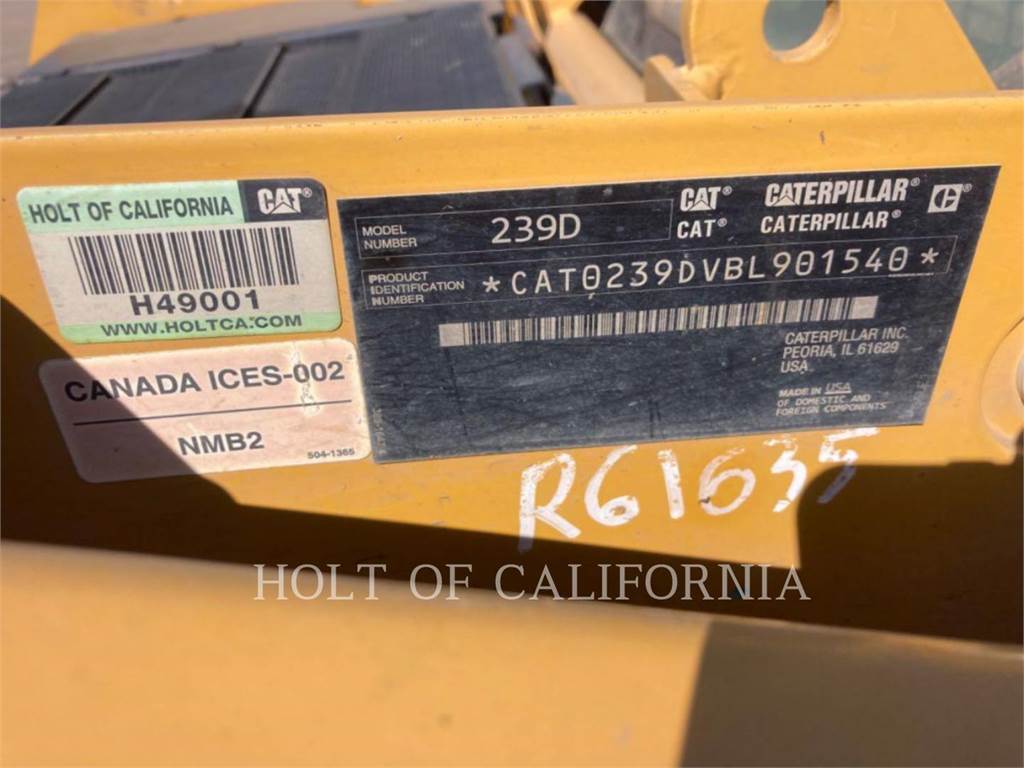 HOLT OF CALIFORNIA CAT®
H49001
WWW.HOLTCA.COM
CANADA ICES-002
NMB2
504-1365
CAT® CATERPILLAR®
CAT® CATERPILLAR®
MODEL
NUMBER
239D
PRODUCT
IDENTIFICATION
NUMBER
*CAT0239DVBL901540*
CATERPILLAR INC.
PEORIA, IL 61629
USA
MADE IN USA
OF DOMESTIC AND
FOREIGN COMPONENTS
R61635
HOLT OF CALIFORNIA